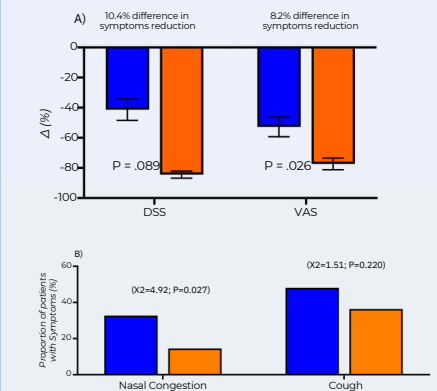 A)
10.4% difference in
symptoms reduction
8.2% difference in
symptoms reduction
Δ (%)
0
-20
-40
-60
-80
-100
P = .089
P = .026
DSS
VAS
B)
Proportion of patients
with Symptoms (%)
60
40
20
0
(X2=4.92; P=0.027)
(X2=1.51; P=0.220)
Nasal Congestion
Cough